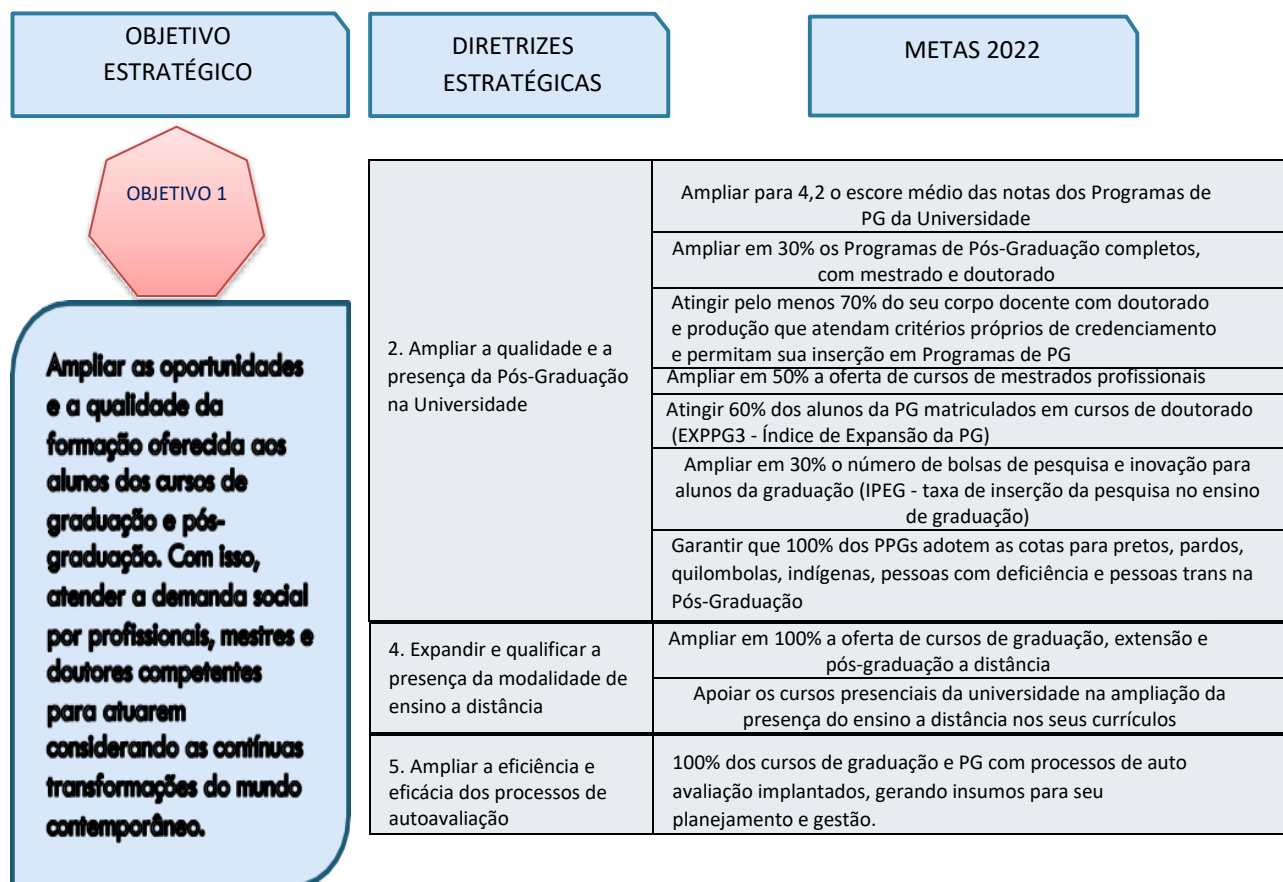 OBJETIVO
ESTRATÉGICO
DIRETRIZES
ESTRATÉGICAS
METAS 2022
OBJETIVO 1
Ampliar as oportunidades
e a qualidade da
formação oferecida aos
alunos dos cursos de
graduação e pós-
graduação. Com isso,
atender a demanda social
por profissionais, mestres e
doutores competentes
para atuarem
considerando as contínuas
transformações do mundo
contemporâneo.
2. Ampliar a qualidade e a
presença da Pós-Graduação
na Universidade
Ampliar para 4,2 o escore médio das notas dos Programas de
PG da Universidade
Ampliar em 30% os Programas de Pós-Graduação completos,
com mestrado e doutorado
Atingir pelo menos 70% do seu corpo docente com doutorado
e produção que atendam critérios próprios de credenciamento
e permitam sua inserção em Programas de PG
Ampliar em 50% a oferta de cursos de mestrados profissionais
Atingir 60% dos alunos da PG matriculados em cursos de doutorado
(EXPPG3 - Índice de Expansão da PG)
Ampliar em 30% o número de bolsas de pesquisa e inovação para
alunos da graduação (IPEG - taxa de inserção da pesquisa no ensino
de graduação)
Garantir que 100% dos PPGs adotem as cotas para pretos, pardos,
quilombolas, indígenas, pessoas com deficiência e pessoas trans na
Pós-Graduação
4. Expandir e qualificar a
presença da modalidade de
ensino a distância
Ampliar em 100% a oferta de cursos de graduação, extensão e
pós-graduação a distância
Apoiar os cursos presenciais da universidade na ampliação da
presença do ensino a distância nos seus currículos
5. Ampliar a eficiência e
eficácia dos processos de
autoavaliação
100% dos cursos de graduação e PG com processos de auto
avaliação implantados, gerando insumos para seu
planejamento e gestão.